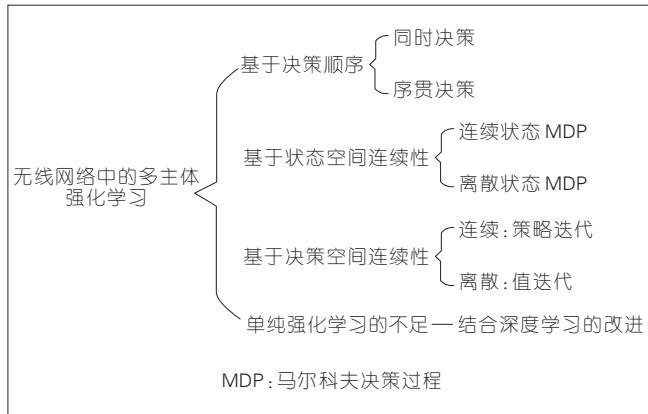 同时决策
基于决策顺序
序贯决策
连续状态 MDP
基于状态空间连续性
离散状态 MDP
无线网络中的多主体
强化学习
连续:策略迭代
基于决策空间连续性
离散:值迭代
单纯强化学习的不足—结合深度学习的改进
MDP:马尔科夫决策过程